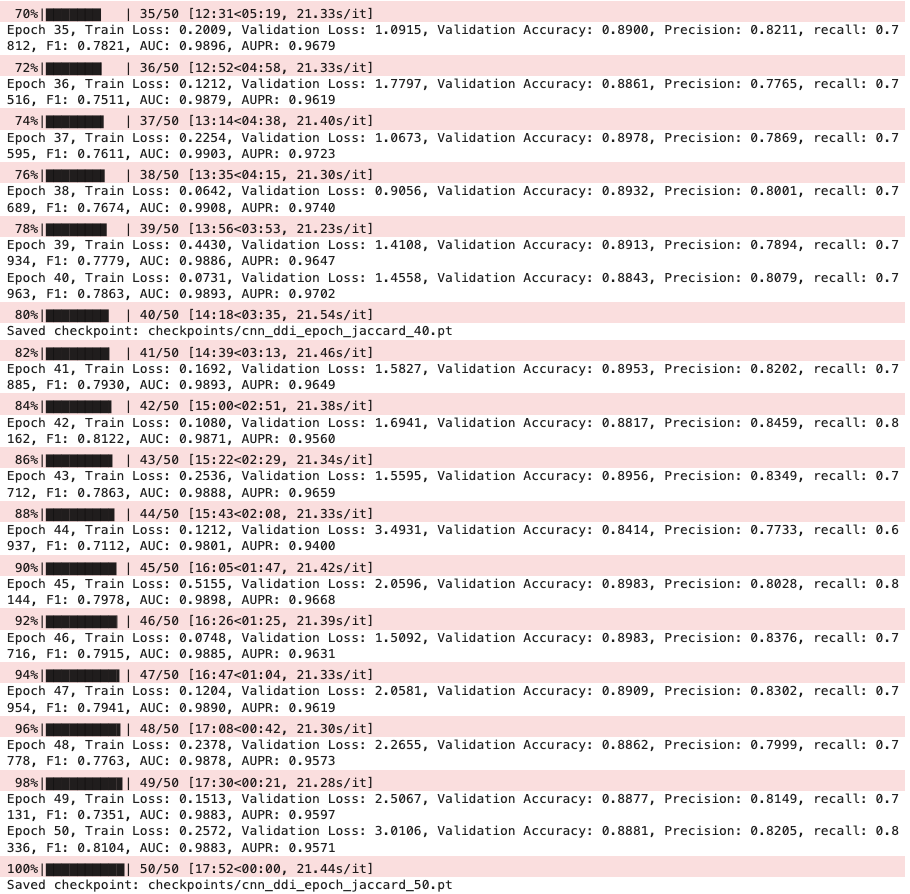 70%|███████   | 35/50 [12:31<05:19, 21.33s/it]
Epoch 35, Train Loss: 0.2009, Validation Loss: 1.0915, Validation Accuracy: 0.8900, Precision: 0.8211, recall: 0.7
812, F1: 0.7821, AUC: 0.9896, AUPR: 0.9679
72%|███████▏  | 36/50 [12:52<04:58, 21.33s/it]
Epoch 36, Train Loss: 0.1212, Validation Loss: 1.7797, Validation Accuracy: 0.8861, Precision: 0.7765, recall: 0.7
516, F1: 0.7511, AUC: 0.9879, AUPR: 0.9619
74%|███████▍  | 37/50 [13:14<04:38, 21.40s/it]
Epoch 37, Train Loss: 0.2254, Validation Loss: 1.0673, Validation Accuracy: 0.8978, Precision: 0.7869, recall: 0.7
595, F1: 0.7611, AUC: 0.9903, AUPR: 0.9723
76%|███████▌  | 38/50 [13:35<04:15, 21.30s/it]
Epoch 38, Train Loss: 0.0642, Validation Loss: 0.9056, Validation Accuracy: 0.8932, Precision: 0.8001, recall: 0.7
689, F1: 0.7674, AUC: 0.9908, AUPR: 0.9740
78%|███████▊  | 39/50 [13:56<03:53, 21.23s/it]
Epoch 39, Train Loss: 0.4430, Validation Loss: 1.4108, Validation Accuracy: 0.8913, Precision: 0.7894, recall: 0.7
934, F1: 0.7779, AUC: 0.9886, AUPR: 0.9647
Epoch 40, Train Loss: 0.0731, Validation Loss: 1.4558, Validation Accuracy: 0.8843, Precision: 0.8079, recall: 0.7
963, F1: 0.7863, AUC: 0.9893, AUPR: 0.9702
80%|████████  | 40/50 [14:18<03:35, 21.54s/it]
Saved checkpoint: checkpoints/cnn_ddi_epoch_jaccard_40.pt
82%|████████▏ | 41/50 [14:39<03:13, 21.46s/it]
Epoch 41, Train Loss: 0.1692, Validation Loss: 1.5827, Validation Accuracy: 0.8953, Precision: 0.8202, recall: 0.7
885, F1: 0.7930, AUC: 0.9893, AUPR: 0.9649
84%|████████▍ | 42/50 [15:00<02:51, 21.38s/it]
Epoch 42, Train Loss: 0.1080, Validation Loss: 1.6941, Validation Accuracy: 0.8817, Precision: 0.8459, recall: 0.8
162, F1: 0.8122, AUC: 0.9871, AUPR: 0.9560
86%|████████▌ | 43/50 [15:22<02:29, 21.34s/it]
Epoch 43, Train Loss: 0.2536, Validation Loss: 1.5595, Validation Accuracy: 0.8956, Precision: 0.8349, recall: 0.7
712, F1: 0.7863, AUC: 0.9888, AUPR: 0.9659
88%|████████▊ | 44/50 [15:43<02:08, 21.33s/it]
Epoch 44, Train Loss: 0.1212, Validation Loss: 3.4931, Validation Accuracy: 0.8414, Precision: 0.7733, recall: 0.6
937, F1: 0.7112, AUC: 0.9801, AUPR: 0.9400
90%|█████████ | 45/50 [16:05<01:47, 21.42s/it]
Epoch 45, Train Loss: 0.5155, Validation Loss: 2.0596, Validation Accuracy: 0.8983, Precision: 0.8028, recall: 0.8
144, F1: 0.7978, AUC: 0.9898, AUPR: 0.9668
92%|█████████▏| 46/50 [16:26<01:25, 21.39s/it]
Epoch 46, Train Loss: 0.0748, Validation Loss: 1.5092, Validation Accuracy: 0.8983, Precision: 0.8376, recall: 0.7
716, F1: 0.7915, AUC: 0.9885, AUPR: 0.9631
94%|█████████▍| 47/50 [16:47<01:04, 21.33s/it]
Epoch 47, Train Loss: 0.1204, Validation Loss: 2.0581, Validation Accuracy: 0.8909, Precision: 0.8302, recall: 0.7
954, F1: 0.7941, AUC: 0.9890, AUPR: 0.9619
96%|█████████▌| 48/50 [17:08<00:42, 21.30s/it]
Epoch 48, Train Loss: 0.2378, Validation Loss: 2.2655, Validation Accuracy: 0.8862, Precision: 0.7999, recall: 0.7
778, F1: 0.7763, AUC: 0.9878, AUPR: 0.9573
98%|█████████▊| 49/50 [17:30<00:21, 21.28s/it]
Epoch 49, Train Loss: 0.1513, Validation Loss: 2.5067, Validation Accuracy: 0.8877, Precision: 0.8149, recall: 0.7
131, F1: 0.7351, AUC: 0.9883, AUPR: 0.9597
Epoch 50, Train Loss: 0.2572, Validation Loss: 3.0106, Validation Accuracy: 0.8881, Precision: 0.8205, recall: 0.8
336, F1: 0.8104, AUC: 0.9883, AUPR: 0.9571
100%|██████████| 50/50 [17:52<00:00, 21.44s/it]
Saved checkpoint: checkpoints/cnn_ddi_epoch_jaccard_50.pt